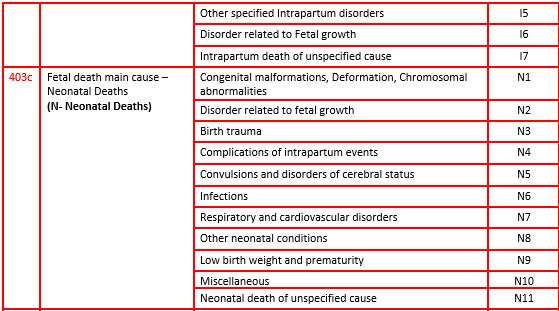 Other specified Intrapartum disorders I5
Disorder related to Fetal growth I6
Intrapartum death of unspecified cause I7
403c Fetal death main cause – Congenital malformations, Deformation, Chromosomal N1
Neonatal Deaths abnormalities
(N- Neonatal Deaths)
Disorder related to fetal growth N2
Birth trauma N3
Complications of intrapartum events N4
Convulsions and disorders of cerebral status N5
Infections N6
Respiratory and cardiovascular disorders N7
Other neonatal conditions N8
Low birth weight and prematurity N9
Miscellaneous N10
Neonatal death of unspecified cause N11